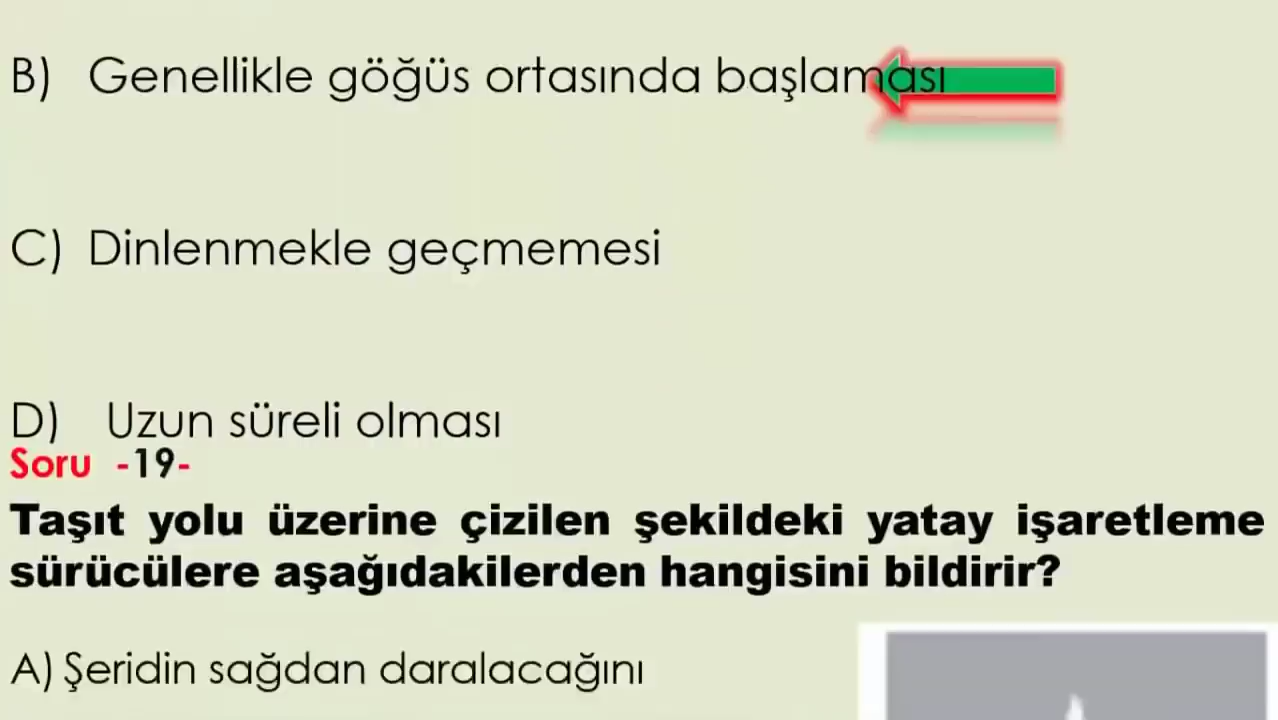 B) Genellikle göğüs ortasında başlaması
C) Dinlenmekle geçmemesi
D) Uzun süreli olması
Soru -19-
Taşıt yolu üzerine çizilen şekildeki yatay işaretleme
sürücülere aşağıdakilerden hangisini bildirir?
A) Şeridin sağdan daralacağını